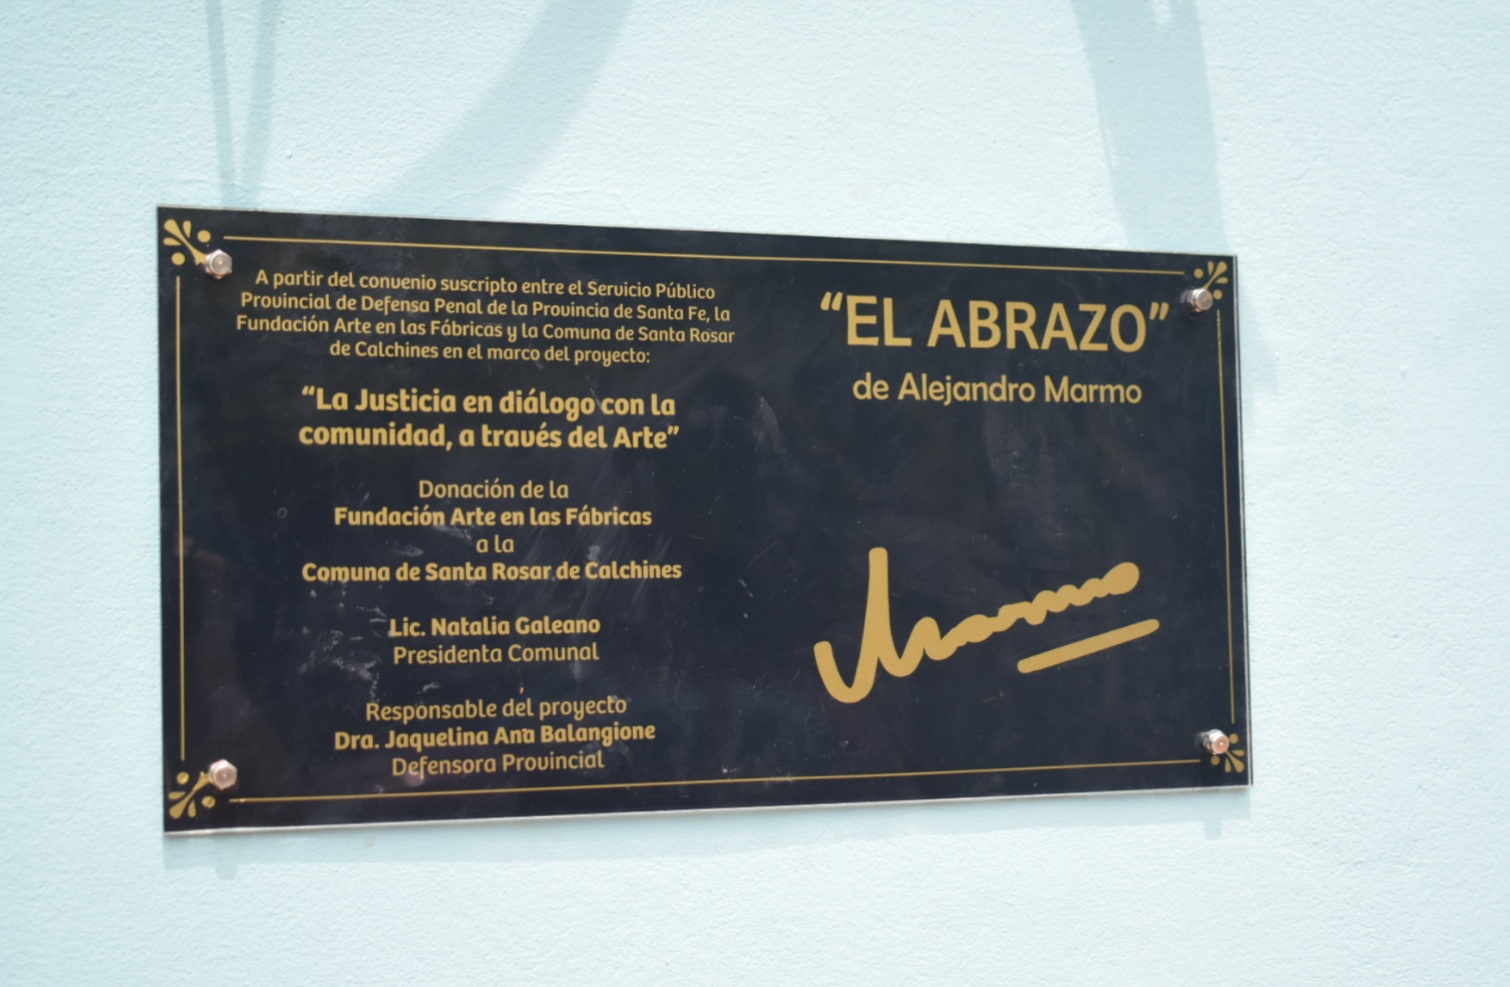 A partir del convenio suscripto entre el Servicio Público
Provincial de Defensa Penal de la Provincia de Santa Fe, la
Fundación Arte en las Fábricas y la Comuna de Santa Rosar
de Calchines en el marco del proyecto:
“La Justicia en diálogo con la
comunidad, a través del Arte”
Donación de la
Fundación Arte en las Fábricas
a la
Comuna de Santa Rosar de Calchines
Lic. Natalia Galeano
Presidenta Comunal
Responsable del proyecto
Dra. Jaquelina Ana Balangione
Defensora Provincial
“EL ABRAZO”
de Alejandro Marmo
Marmo